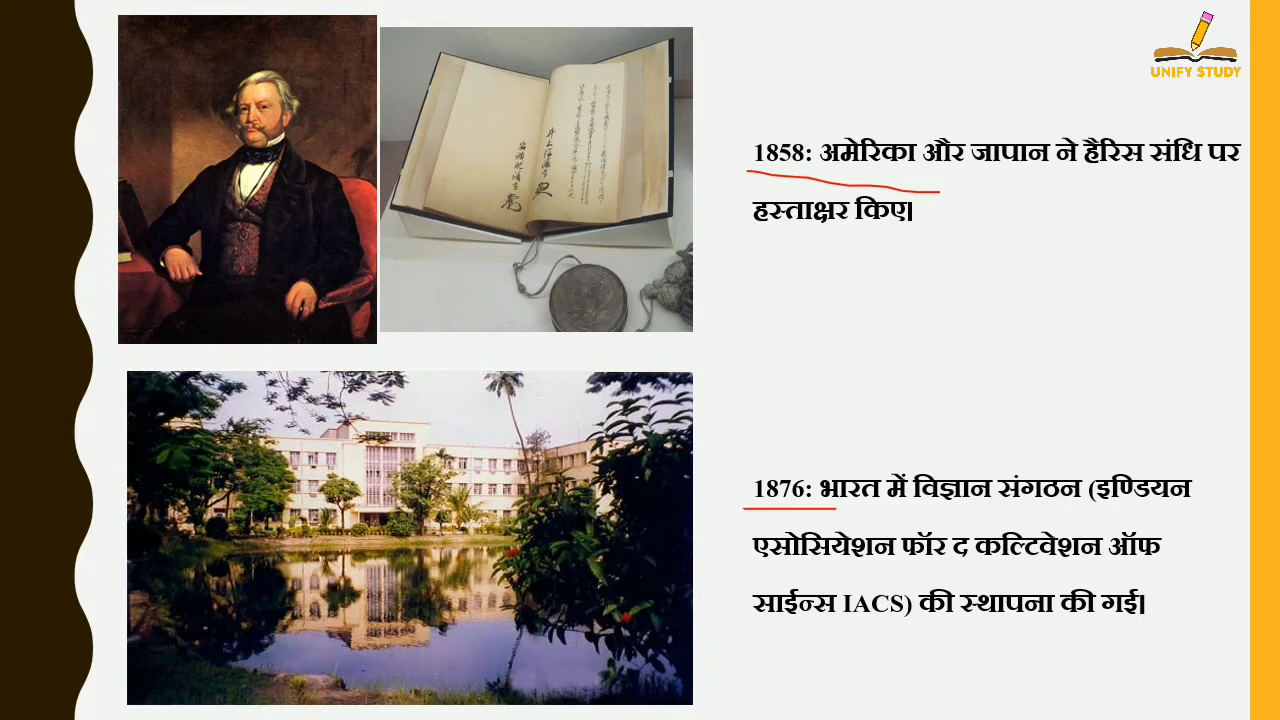 UNIFY STUDY
1858: अमेरिका और जापान ने हैरिस संधि पर
हस्ताक्षर किए।
1876: भारत में विज्ञान संगठन (इण्डियन
एसोसियेशन फॉर द कल्टिवेशन ऑफ
साईन्स IACS) की स्थापना की गई।